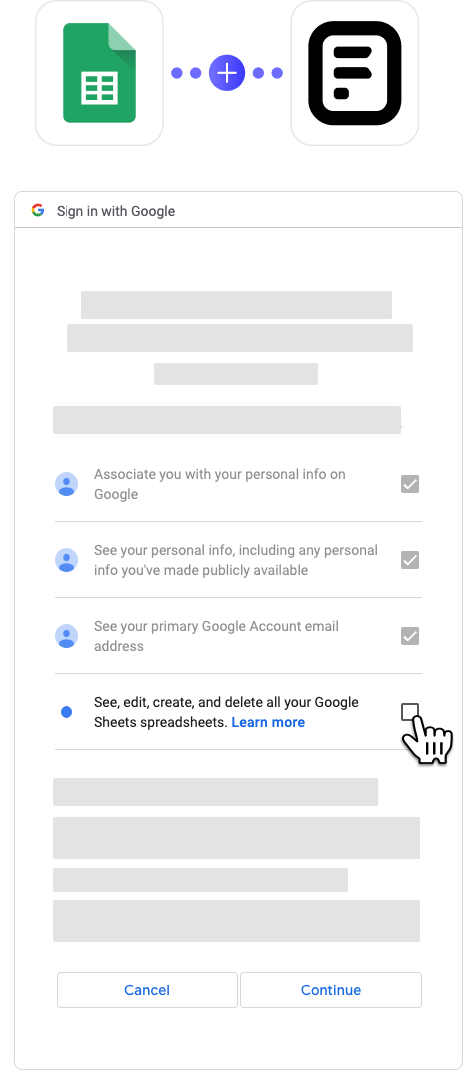 Sign in with Google
Associate you with your personal info on
Google
See your personal info, including any personal
info you've made publicly available
See your primary Google Account email
address
See, edit, create, and delete all your Google
Sheets spreadsheets. Learn more
Cancel
Continue